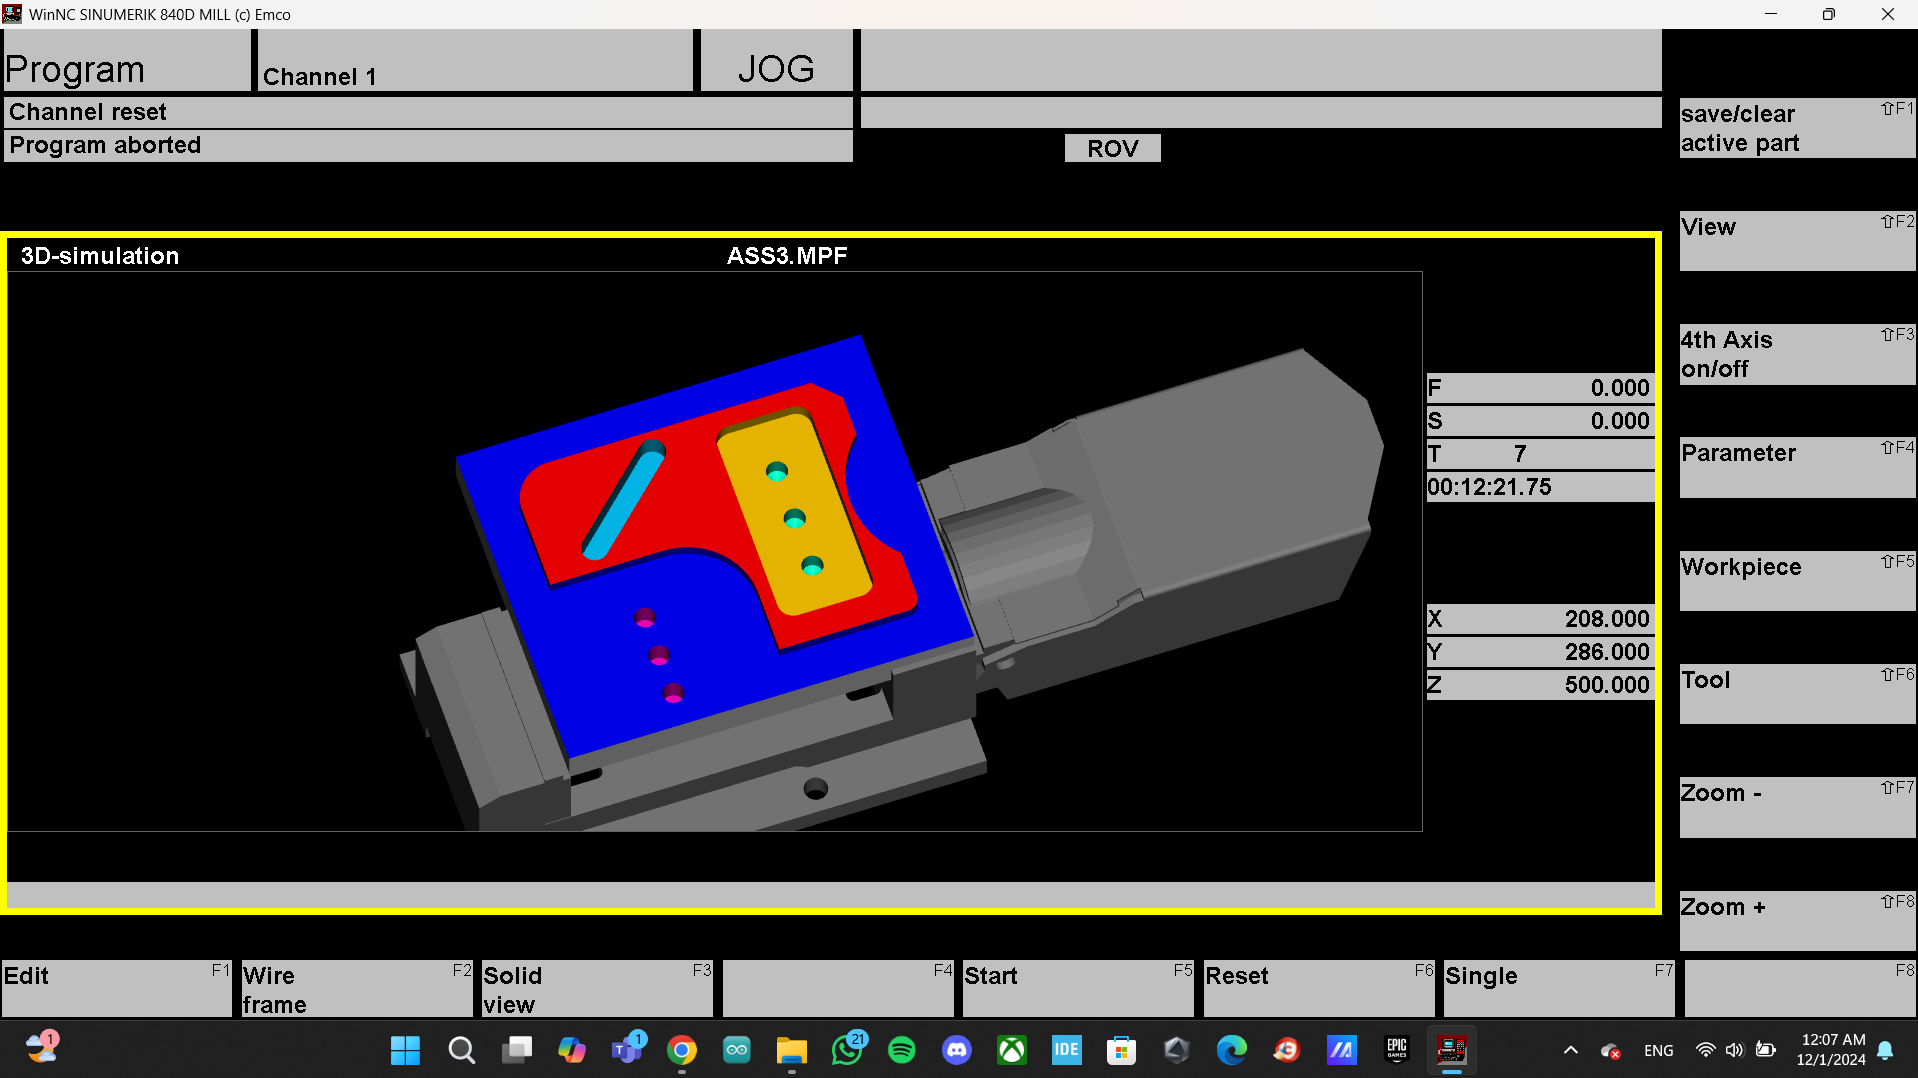 WinNC SINUMERIK 840D MILL (c) Emco
Program
Channel 1
JOG
Channel reset
Program aborted
ROV
3D-simulation
ASS3.MPF
F 0.000
S 0.000
T 7
00:12:21.75
X 208.000
Y 286.000
Z 500.000
save/clear ⇧F1
active part
View ⇧F2
4th Axis ⇧F3
on/off
Parameter ⇧F4
Workpiece ⇧F5
Tool ⇧F6
Zoom - ⇧F7
Zoom + ⇧F8
Edit F1
Wire F2
frame
Solid F3
view
F4
Start F5
Reset F6
Single F7
F8
1
1
21
IDE
EPIC
GAMES
3
ENG
12:07 AM
12/1/2024